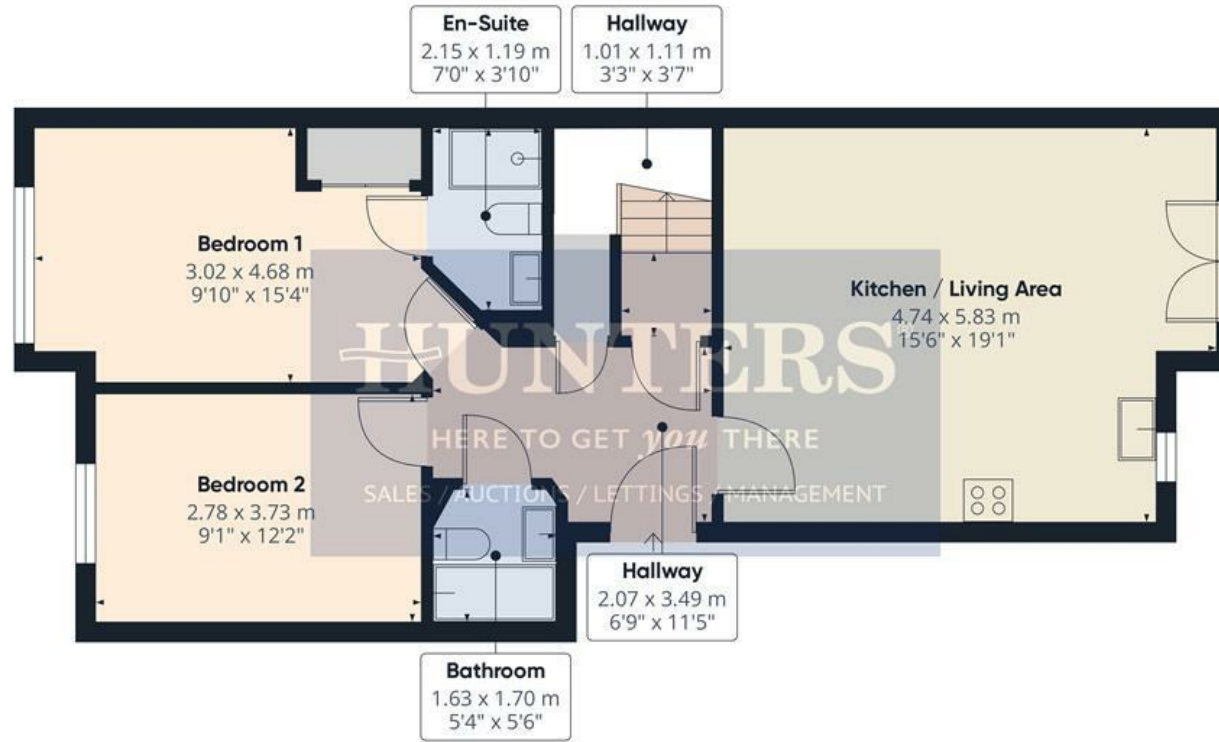 En-Suite
2.15 x 1.19 m
7'0" x 3'10"
Hallway
1.01 x 1.11 m
3'3" x 3'7"
Bedroom 1
3.02 x 4.68 m
9'10" x 15'4"
Kitchen / Living Area
4.74 x 5.83 m
15'6" x 19'1"
HUNTERS®
HERE TO GET you THERE
SALES / AUCTIONS / LETTINGS / MANAGEMENT
Bedroom 2
2.78 x 3.73 m
9'1" x 12'2"
Hallway
2.07 x 3.49 m
6'9" x 11'5"
Bathroom
1.63 x 1.70 m
5'4" x 5'6"